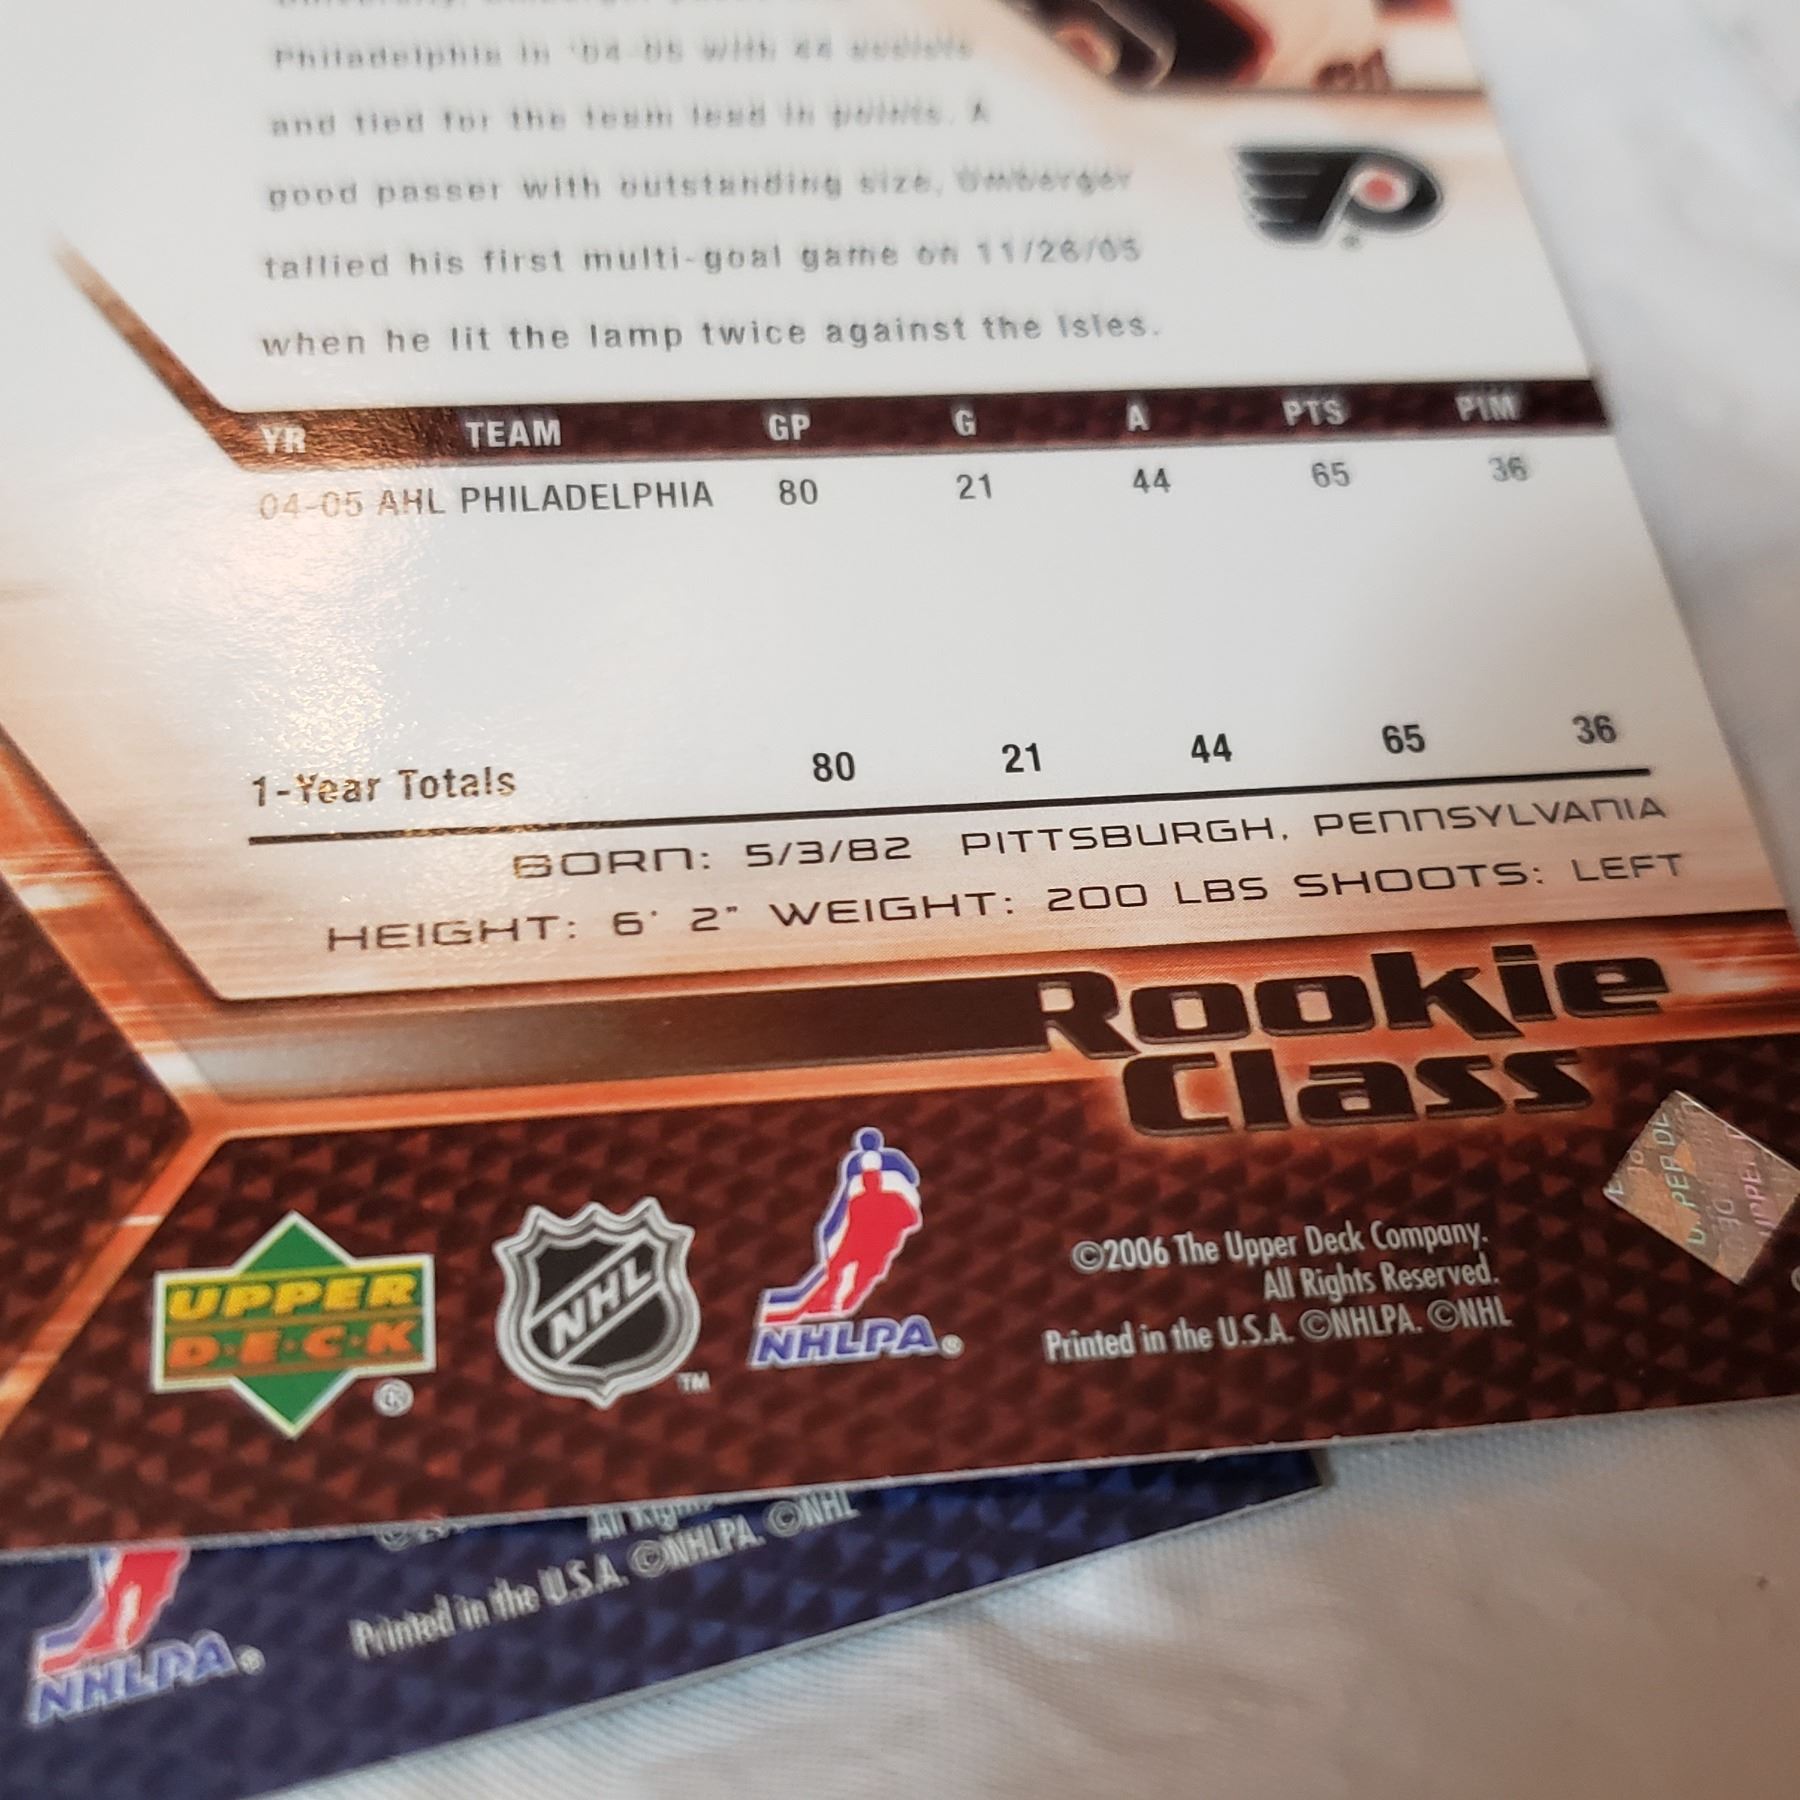 Philadelphia in '04-05 with 44 assists
and tied for the team lead in points. A
good passer with outstanding size, Umberger
tallied his first multi-goal game on 11/26/05
when he lit the lamp twice against the Isles.
YR TEAM GP G A PTS PIM
04-05 AHL PHILADELPHIA 80 21 44 65 36
1-Year Totals 80 21 44 65 36
BORN: 5/3/82 PITTSBURGH, PENNSYLVANIA
HEIGHT: 6' 2" WEIGHT: 200 LBS SHOOTS: LEFT
Rookie
Class
UPPER
D·E·C·K ®
NHL TM
NHLPA®
©2006 The Upper Deck Company.
All Rights Reserved.
Printed in the U.S.A. ©NHLPA. ©NHL
UPPER
NHLPA®
Printed in the U.S.A. ©NHLPA. ©NHL